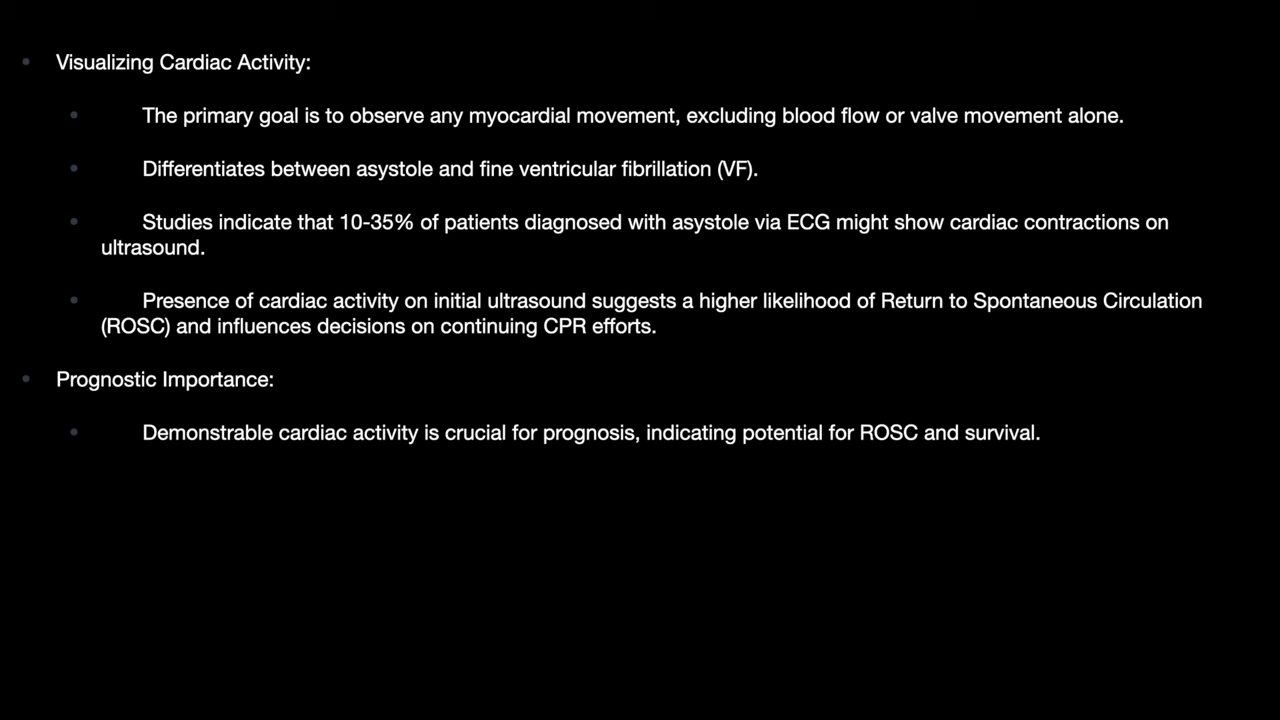 • Visualizing Cardiac Activity:
• The primary goal is to observe any myocardial movement, excluding blood flow or valve movement alone.
• Differentiates between asystole and fine ventricular fibrillation (VF).
• Studies indicate that 10-35% of patients diagnosed with asystole via ECG might show cardiac contractions on
ultrasound.
• Presence of cardiac activity on initial ultrasound suggests a higher likelihood of Return to Spontaneous Circulation
(ROSC) and influences decisions on continuing CPR efforts.
• Prognostic Importance:
• Demonstrable cardiac activity is crucial for prognosis, indicating potential for ROSC and survival.